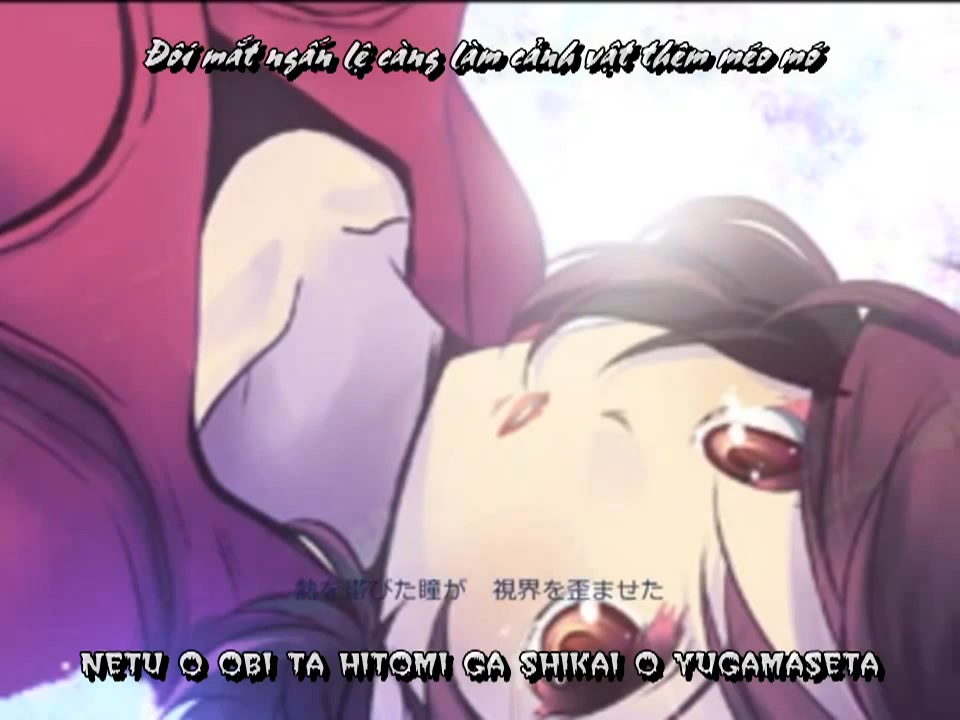 Đôi mắt ngấn lệ càng làm cảnh vật thêm méo mó
熱を帯びた瞳が 視界を歪ませた
NETU O OBI TA HITOMI GA SHIKAI O YUGAMASETA